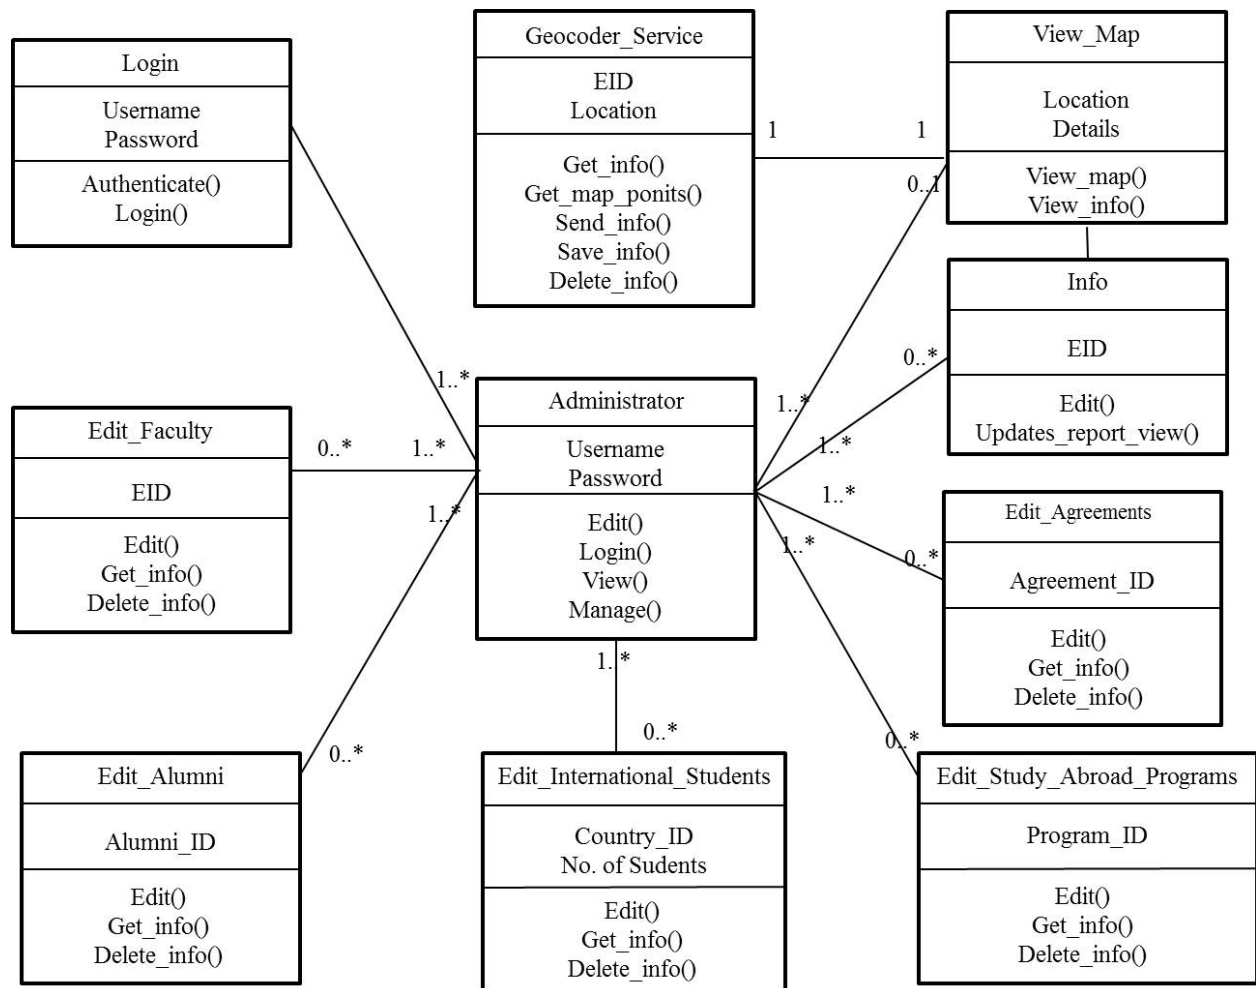 Login
Username
Password
Authenticate()
Login()
Geocoder_Service
EID
Location
Get_info()
Get_map_ponits()
Send_info()
Save_info()
Delete_info()
1
1
View_Map
Location
Details
View_map()
View_info()
0..1
Info
EID
Edit()
Updates_report_view()
0..*
1..*
1..*
1..*
Edit_Faculty
EID
Edit()
Get_info()
Delete_info()
0..*
1..*
1..*
Administrator
Username
Password
Edit()
Login()
View()
Manage()
1..*
1..*
0..*
Edit_Agreements
Agreement_ID
Edit()
Get_info()
Delete_info()
1..*
0..*
0..*
0..*
Edit_Alumni
Alumni_ID
Edit()
Get_info()
Delete_info()
Edit_International_Students
Country_ID
No. of Sudents
Edit()
Get_info()
Delete_info()
Edit_Study_Abroad_Programs
Program_ID
Edit()
Get_info()
Delete_info()